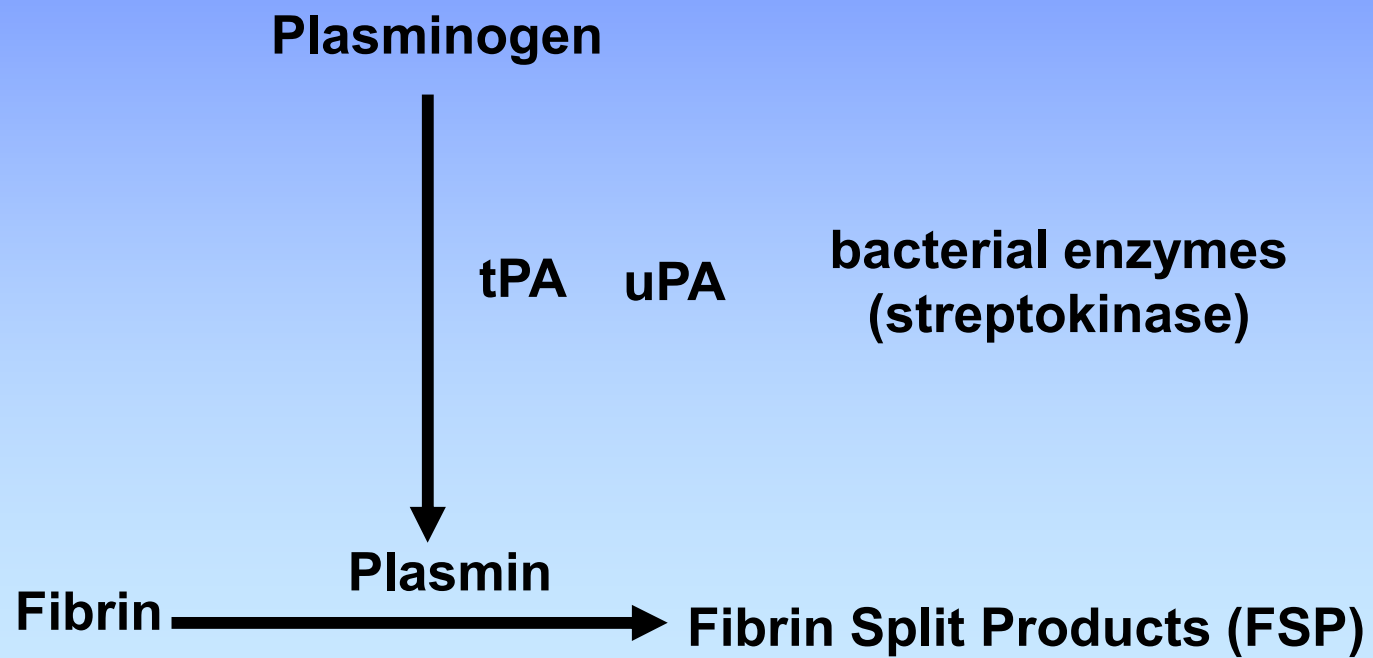 Plasminogen
tPA uPA
bacterial enzymes
(streptokinase)
Plasmin
Fibrin
Fibrin Split Products (FSP)